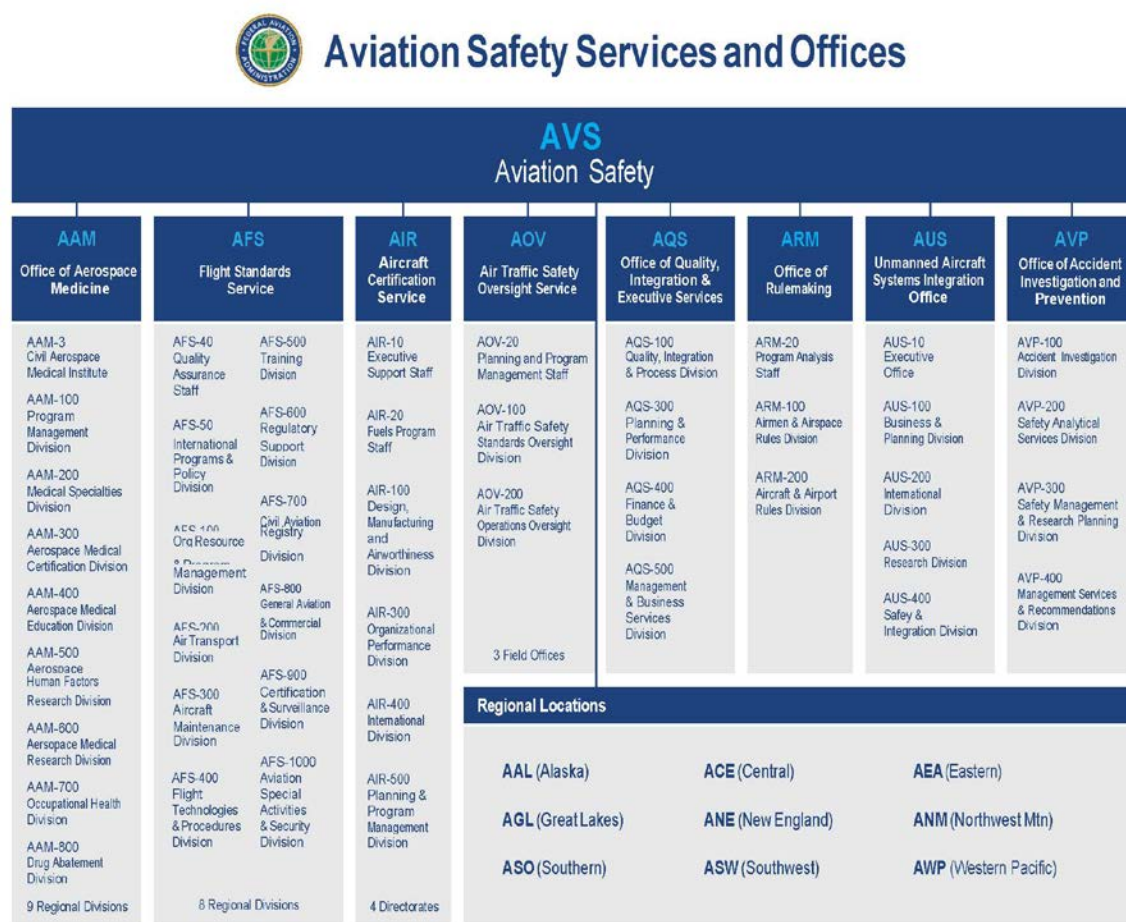 FEDERAL AVIATION
ADMINISTRATION
Aviation Safety Services and Offices
AVS
Aviation Safety
AAM
Office of Aerospace
Medicine
AAM-3
Civil Aerospace
Medical Institute
AAM-100
Program
Management
Division
AAM-200
Medical Specialties
Division
AAM-300
Aerospace Medical
Certification Division
AAM-400
Aerospace Medical
Education Division
AAM-500
Aerospace
Human Factors
Research Division
AAM-600
Aersopace Medical
Research Division
AAM-700
Occupational Health
Division
AAM-800
Drug Abatement
Division
9 Regional Divisions
AFS
Flight Standards
Service
AFS-40
Quality
Assurance
Staff
AFS-50
International
Programs &
Policy
Division
AFS-100
Org Resource
& Program
Management
Division
AFS-200
Air Transport
Division
AFS-300
Aircraft
Maintenance
Division
AFS-400
Flight
Technologies
& Procedures
Division
AFS-500
Training
Division
AFS-600
Regulatory
Support
Division
AFS-700
Civil Aviation
Registry
Division
AFS-800
General Aviation
& Commercial
Division
AFS-900
Certification
& Surveillance
Division
AFS-1000
Aviation
Special
Activities
& Security
Division
8 Regional Divisions
AIR
Aircraft
Certification
Service
AIR-10
Executive
Support Staff
AIR-20
Fuels Program
Staff
AIR-100
Design,
Manufacturing
and
Airworthiness
Division
AIR-300
Organizational
Performance
Division
AIR-400
International
Division
AIR-500
Planning &
Program
Management
Division
4 Directorates
AOV
Air Traffic Safety
Oversight Service
AOV-20
Planning and Program
Management Staff
AOV-100
Air Traffic Safety
Standards Oversight
Division
AOV-200
Air Traffic Safety
Operations Oversight
Division
3 Field Offices
AQS
Office of Quality,
Integration &
Executive Services
AQS-100
Quality, Integration
& Process Division
AQS-300
Planning &
Performance
Division
AQS-400
Finance &
Budget
Division
AQS-500
Management
& Business
Services
Division
ARM
Office of
Rulemaking
ARM-20
Program Analysis
Staff
ARM-100
Airmen & Airspace
Rules Division
ARM-200
Aircraft & Airport
Rules Division
AUS
Unmanned Aircraft
Systems Integration
Office
AUS-10
Executive
Office
AUS-100
Business &
Planning Division
AUS-200
International
Division
AUS-300
Research Division
AUS-400
Safey &
Integration Division
AVP
Office of Accident
Investigation and
Prevention
AVP-100
Accident Investigation
Division
AVP-200
Safety Analytical
Services Division
AVP-300
Safety Management
& Research Planning
Division
AVP-400
Management Services
& Recommendations
Division
Regional Locations
AAL (Alaska)
ACE (Central)
AEA (Eastern)
AGL (Great Lakes)
ANE (New England)
ANM (Northwest Mtn)
ASO (Southern)
ASW (Southwest)
AWP (Western Pacific)